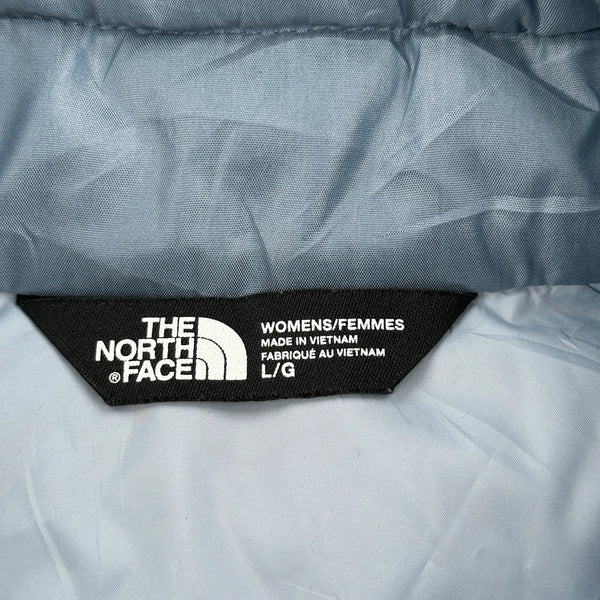 THE
NORTH
® FACE
WOMENS/FEMMES
MADE IN VIETNAM
FABRIQUÉ AU VIETNAM
L/G